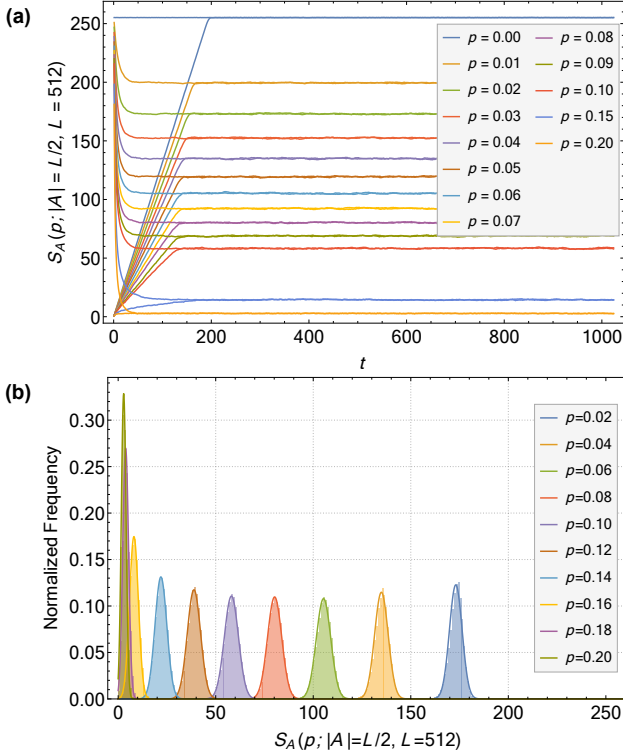 (a)
250
200
150
100
50
0
S_A(p; |A| = L/2, L = 512)
p = 0.00
p = 0.01
p = 0.02
p = 0.03
p = 0.04
p = 0.05
p = 0.06
p = 0.07
p = 0.08
p = 0.09
p = 0.10
p = 0.15
p = 0.20
0 200 400 600 800 1000
t
(b)
0.30
0.25
0.20
0.15
0.10
0.05
0.00
Normalized Frequency
p=0.02
p=0.04
p=0.06
p=0.08
p=0.10
p=0.12
p=0.14
p=0.16
p=0.18
p=0.20
0 50 100 150 200 250
S_A(p; |A|=L/2, L=512)